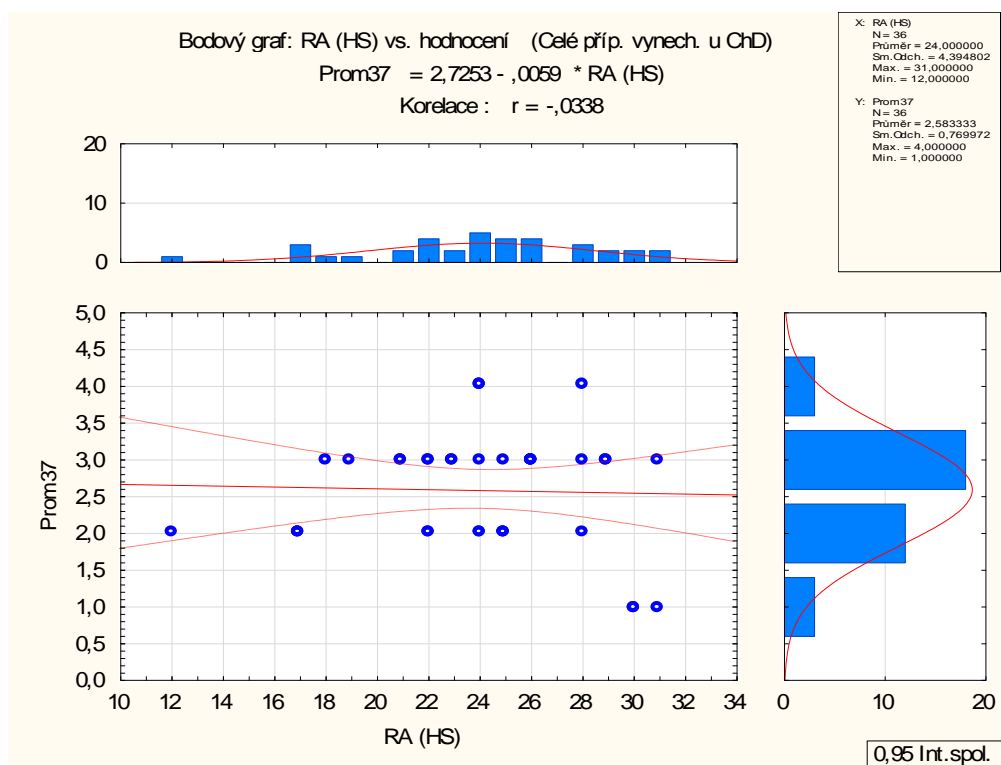 Bodový graf: RA (HS) vs. hodnocení (Celé příp. vynech. u ChD)
Prom37 = 2,7253 - ,0059 * RA (HS)
Korelace : r = -,0338
X: RA (HS)
N = 36
Průměr = 24,000000
Sm.Odch. = 4,394802
Max. = 31,000000
Min. = 12,000000
Y: Prom37
N = 36
Průměr = 2,583333
Sm.Odch. = 0,769972
Max. = 4,000000
Min. = 1,000000
20
10
0
5,0
4,5
4,0
3,5
3,0
2,5
2,0
1,5
1,0
0,5
0,0
Prom37
10 12 14 16 18 20 22 24 26 28 30 32 34
RA (HS)
0 10 20
0,95 Int.spol.